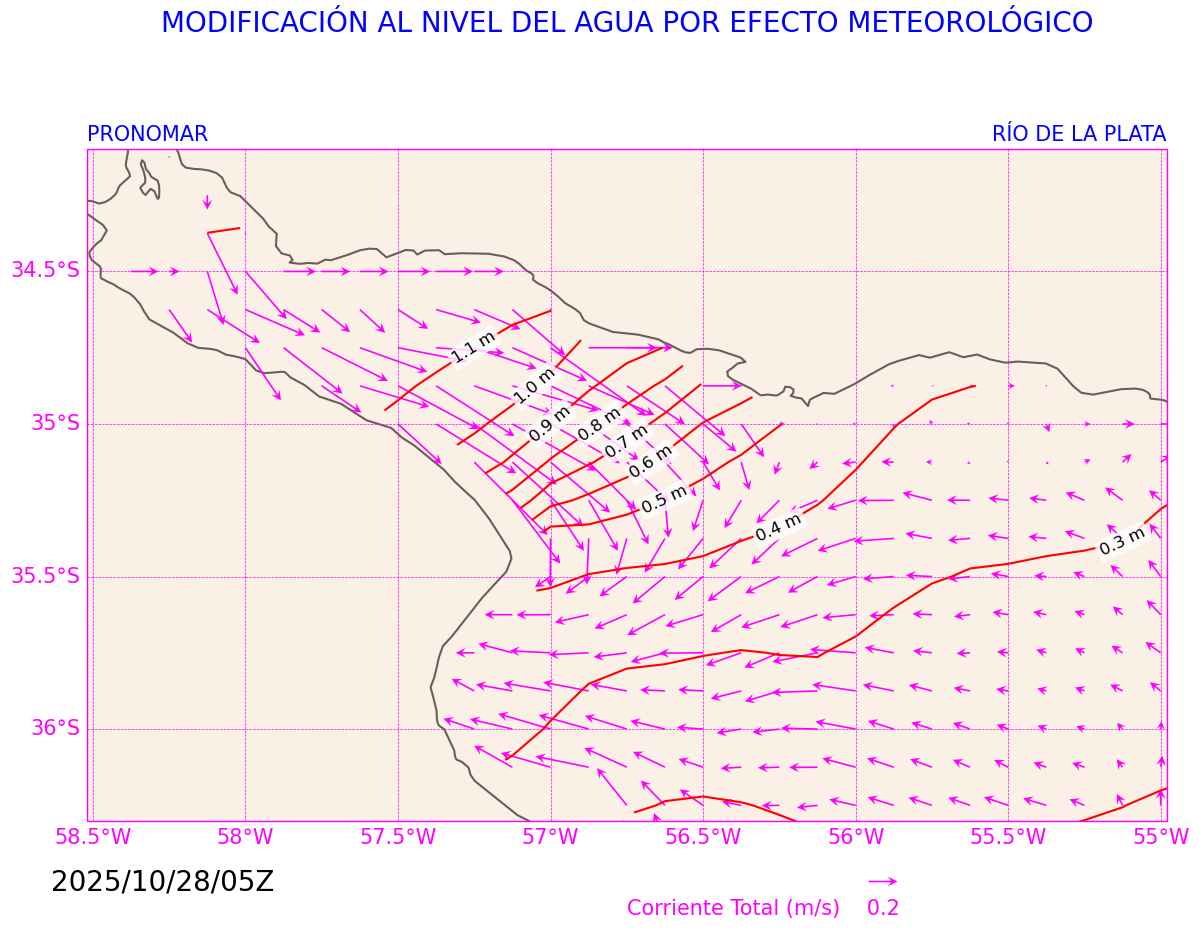 MODIFICACIÓN AL NIVEL DEL AGUA POR EFECTO METEOROLÓGICO
PRONOMAR RÍO DE LA PLATA
34.5°S
35°S
35.5°S
36°S
1.1 m
1.0 m
0.9 m
0.8 m
0.7 m
0.6 m
0.5 m
0.4 m
0.3 m
58.5°W 58°W 57.5°W 57°W 56.5°W 56°W 55.5°W 55°W
2025/10/28/05Z
Corriente Total (m/s) 0.2